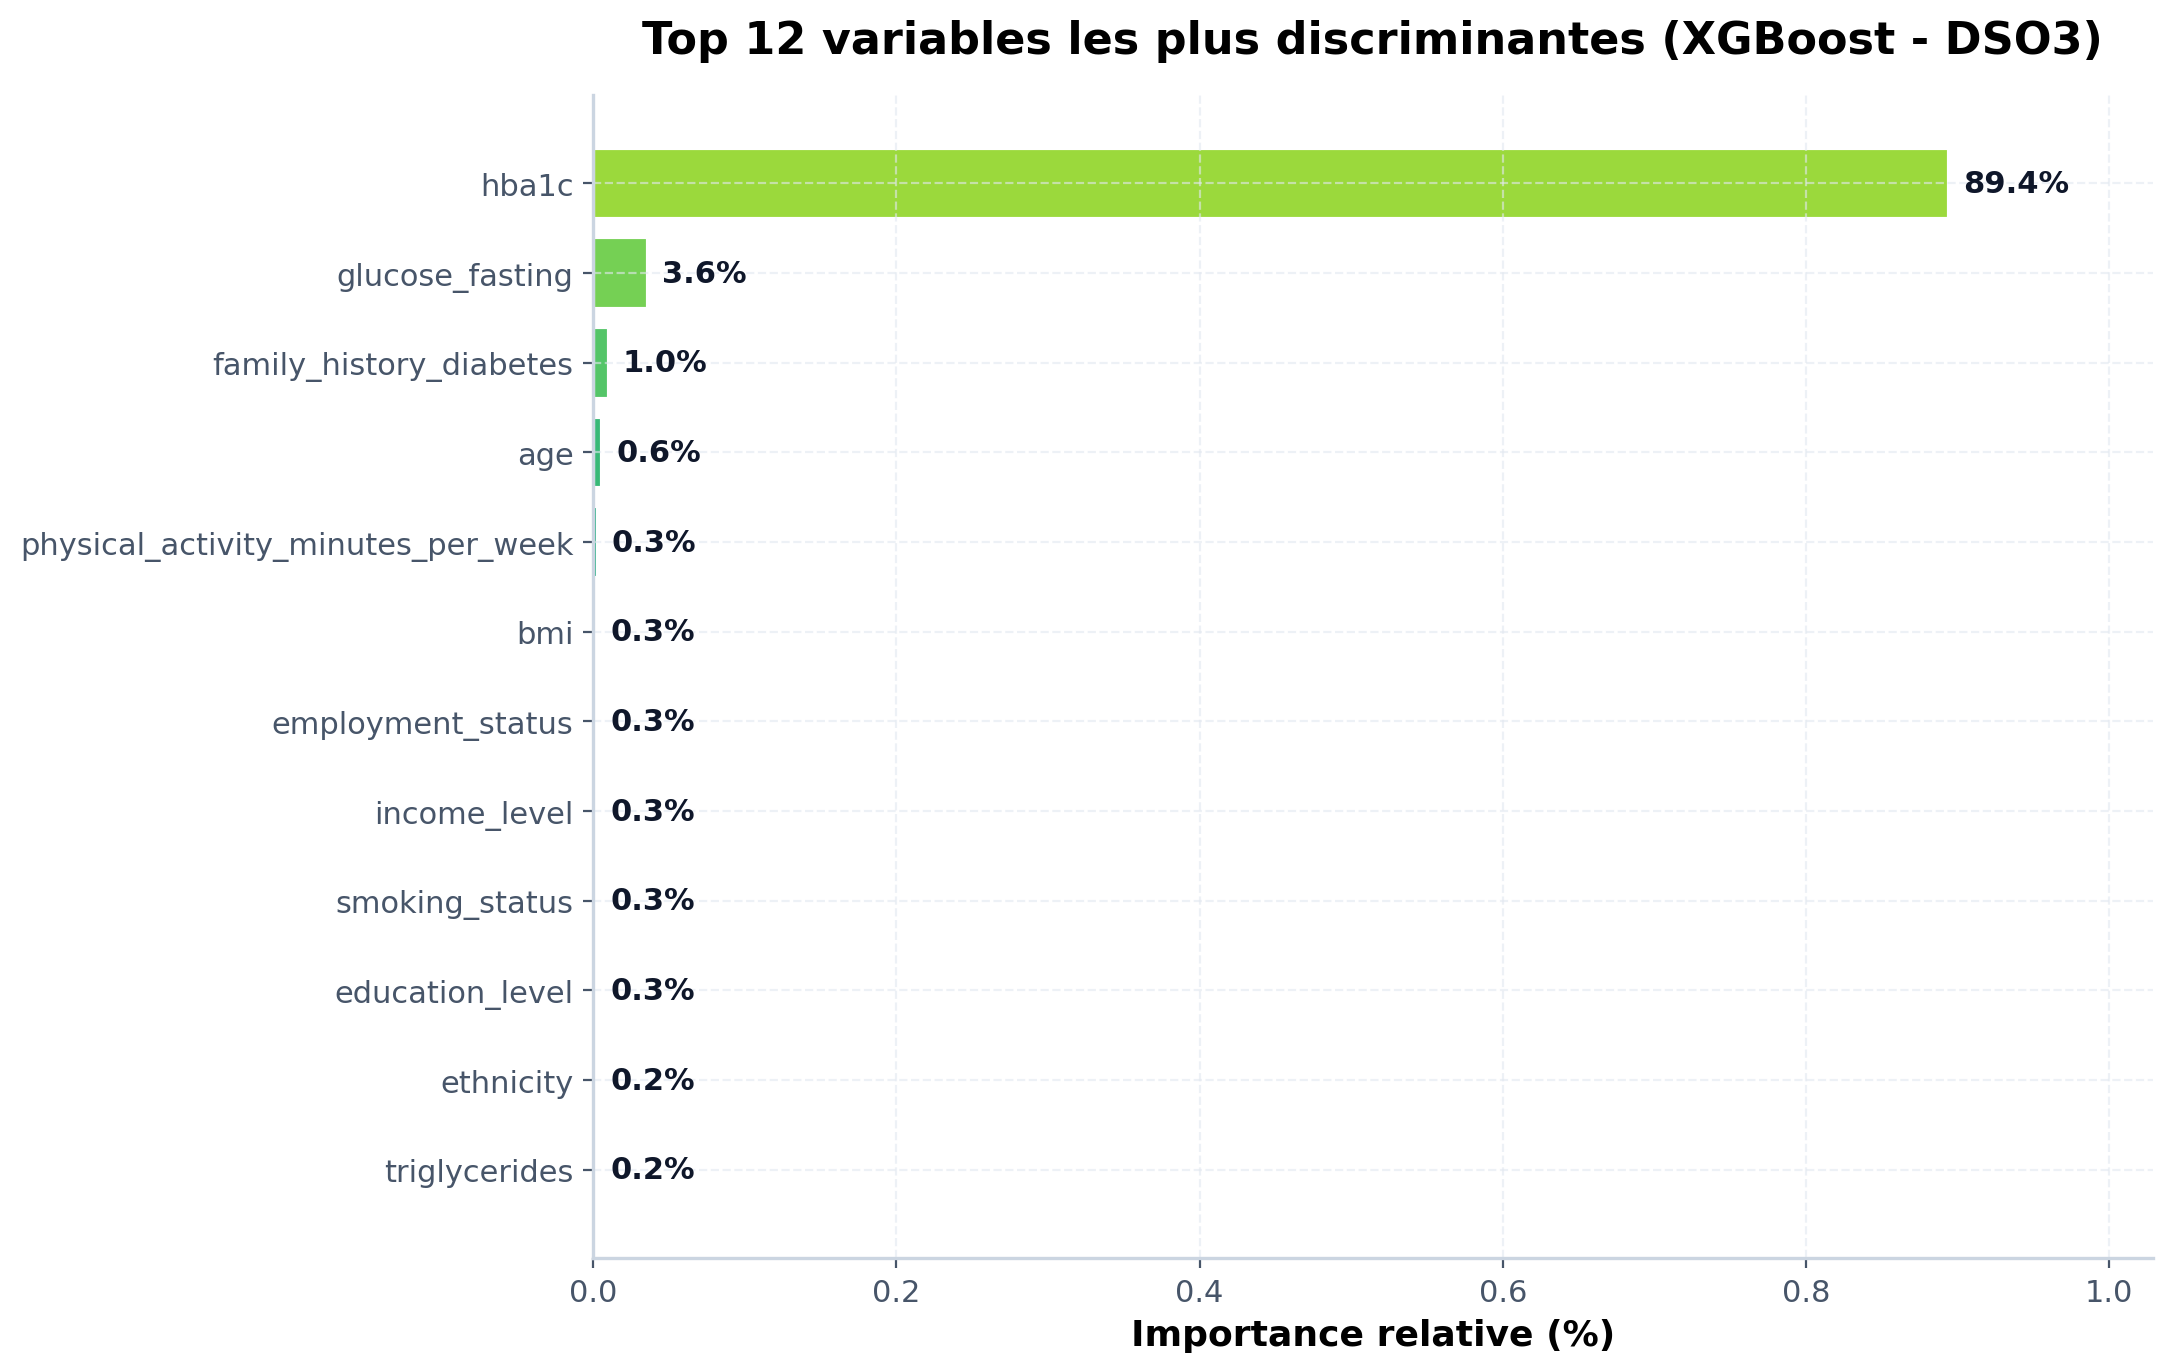 Top 12 variables les plus discriminantes (XGBoost - DSO3)
hba1c 89.4%
glucose_fasting 3.6%
family_history_diabetes 1.0%
age 0.6%
physical_activity_minutes_per_week 0.3%
bmi 0.3%
employment_status 0.3%
income_level 0.3%
smoking_status 0.3%
education_level 0.3%
ethnicity 0.2%
triglycerides 0.2%
0.0 0.2 0.4 0.6 0.8 1.0
Importance relative (%)